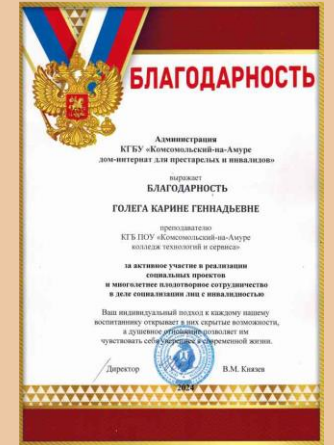 БЛАГОДАРНОСТЬ
Администрация
КГБУ «Комсомольский-на-Амуре
дом-интернат для престарелых и инвалидов»
выражает
БЛАГОДАРНОСТЬ
ГОЛЕГА КАРИНЕ ГЕННАДЬЕВНЕ
преподавателю
КГБ ПОУ «Комсомольский-на-Амуре
колледж технологий и сервиса»
за активное участие в реализации
социальных проектов
и многолетнее плодотворное сотрудничество
в деле социализации лиц с инвалидностью
Ваш индивидуальный подход к каждому нашему
воспитаннику открывает в них скрытые возможности,
а душевное отношение позволяет им
чувствовать себя увереннее в современной жизни.
Директор В.М. Князев
2024